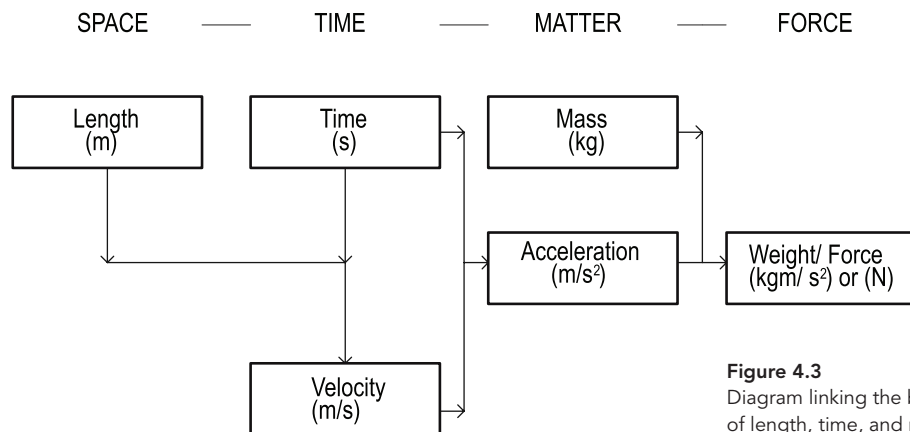 SPACE — TIME — MATTER — FORCE
Length
(m)
Time
(s)
Mass
(kg)
Acceleration
(m/s²)
Weight/ Force
(kgm/ s²) or (N)
Velocity
(m/s)
Figure 4.3
Diagram linking the
of length, time, and